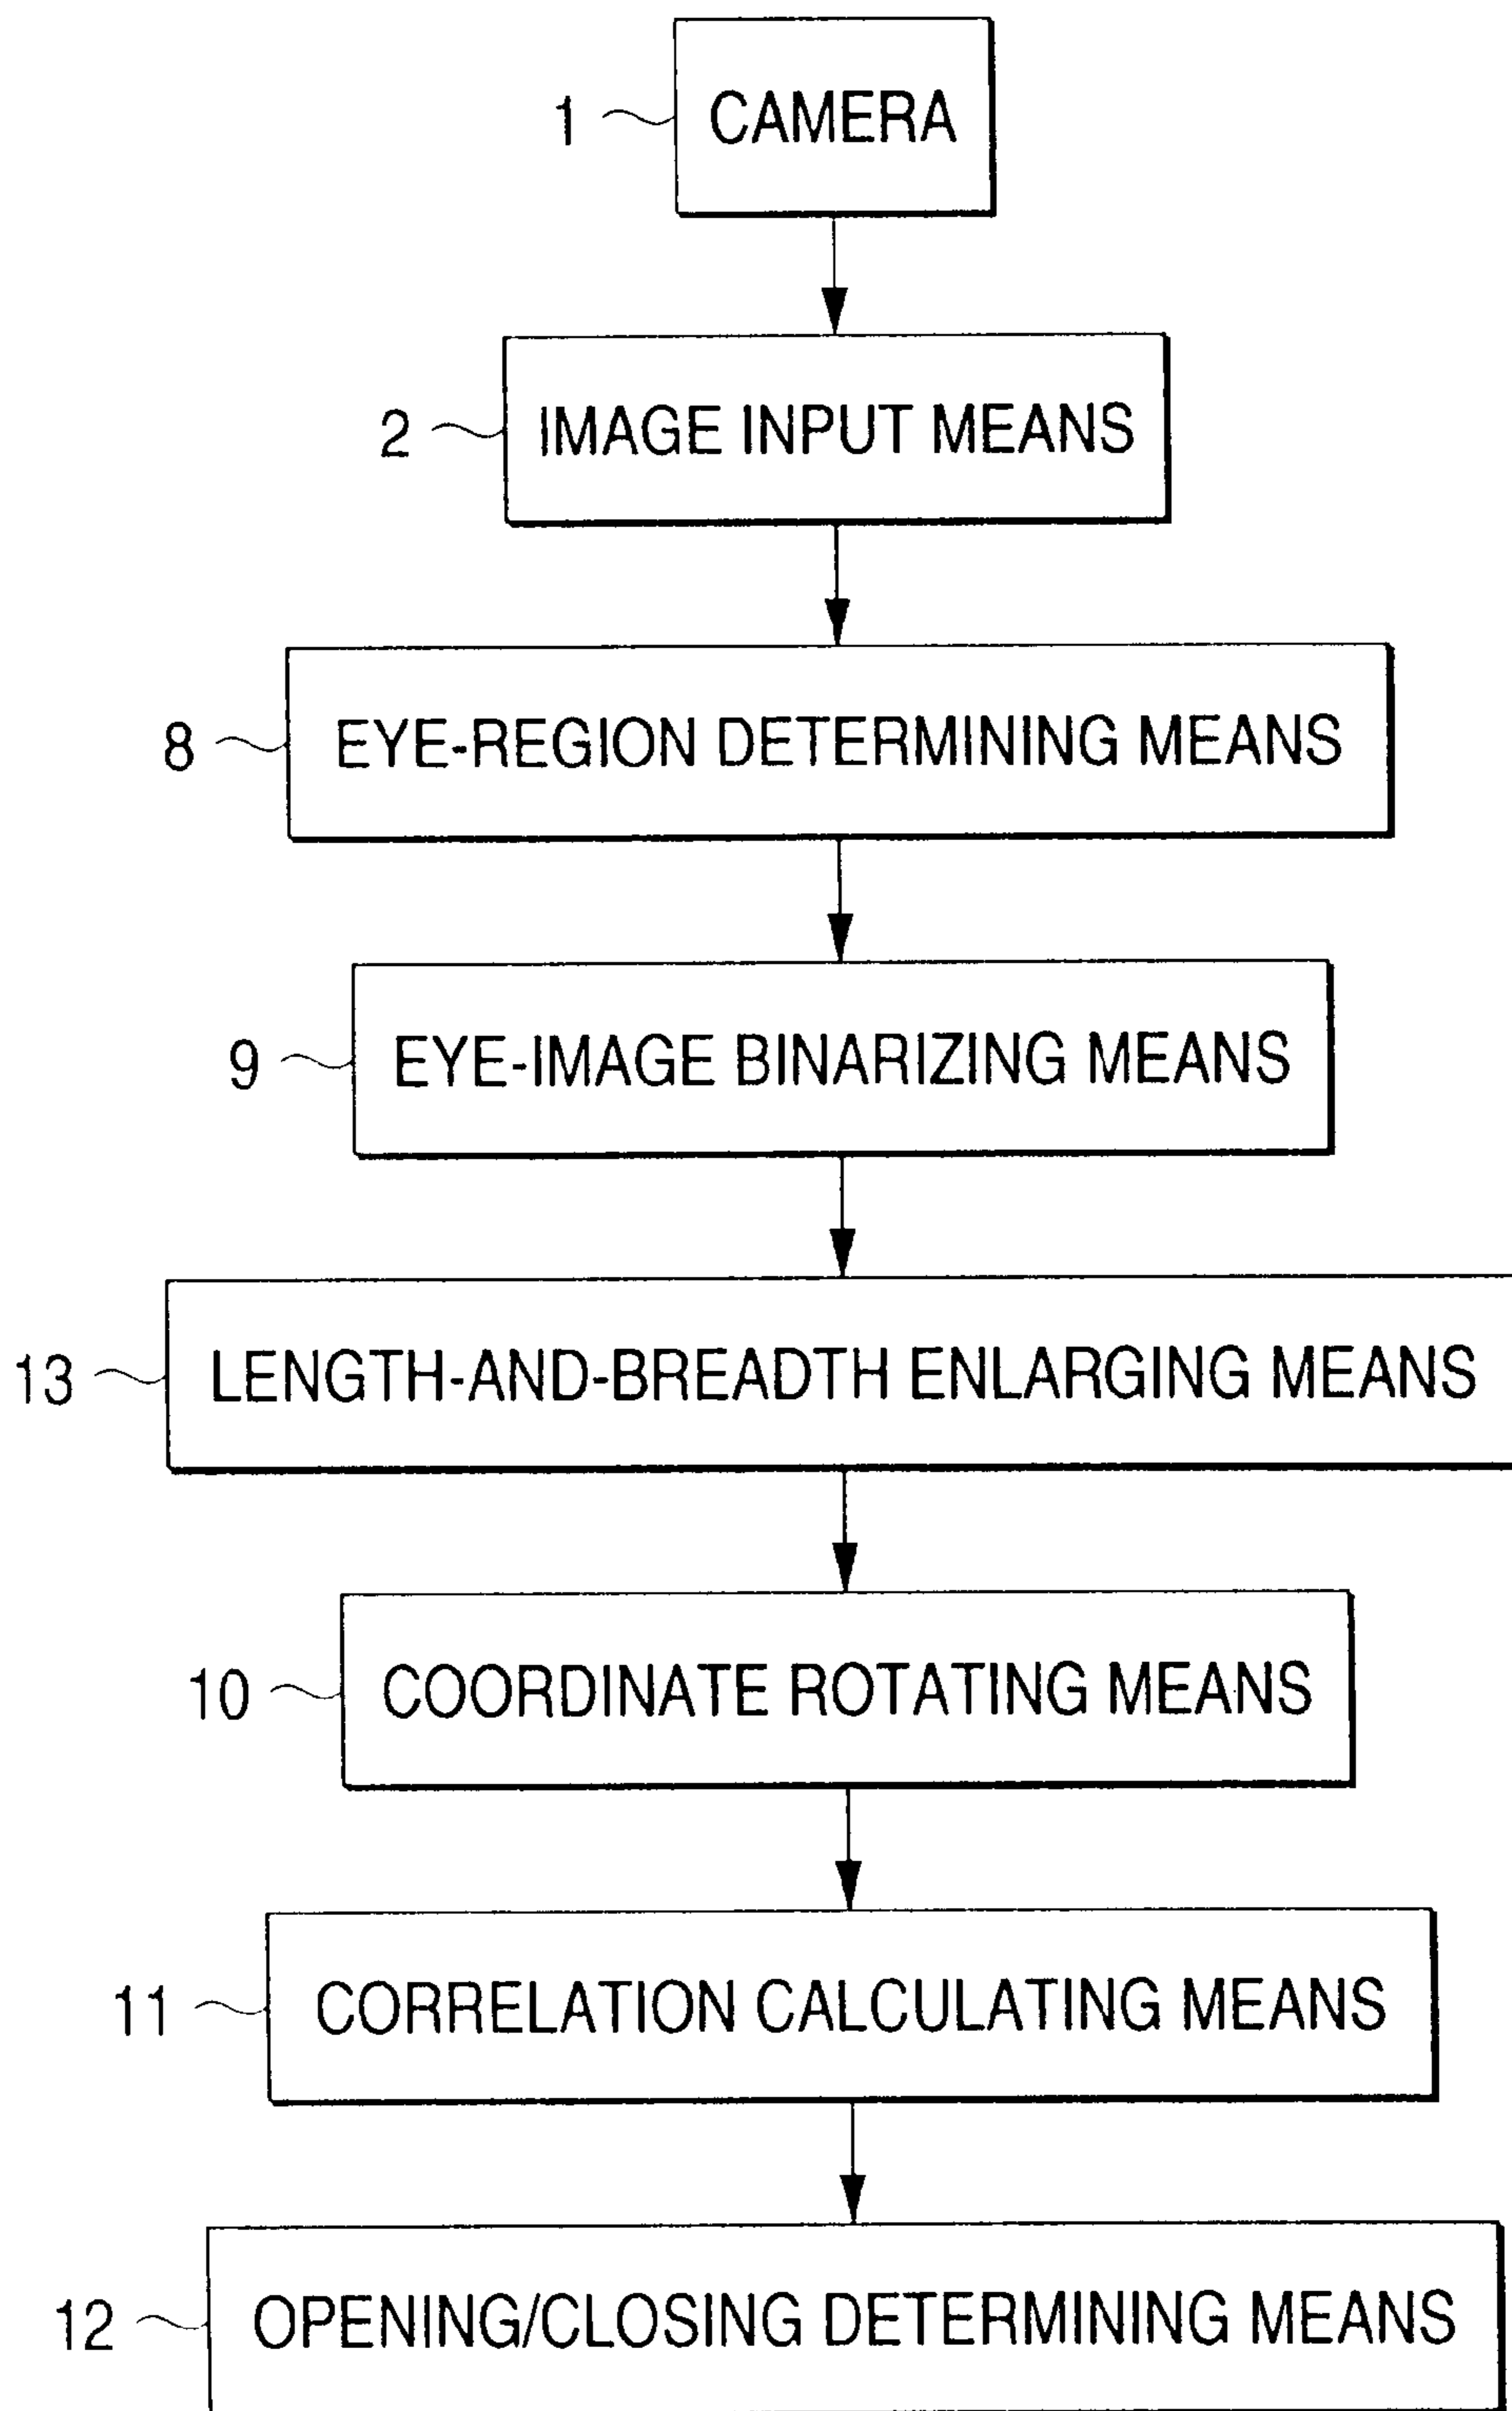 1 CAMERA
2 IMAGE INPUT MEANS
8 EYE-REGION DETERMINING MEANS
9 EYE-IMAGE BINARIZING MEANS
13 LENGTH-AND-BREADTH ENLARGING MEANS
10 COORDINATE ROTATING MEANS
11 CORRELATION CALCULATING MEANS
12 OPENING/CLOSING DETERMINING MEANS